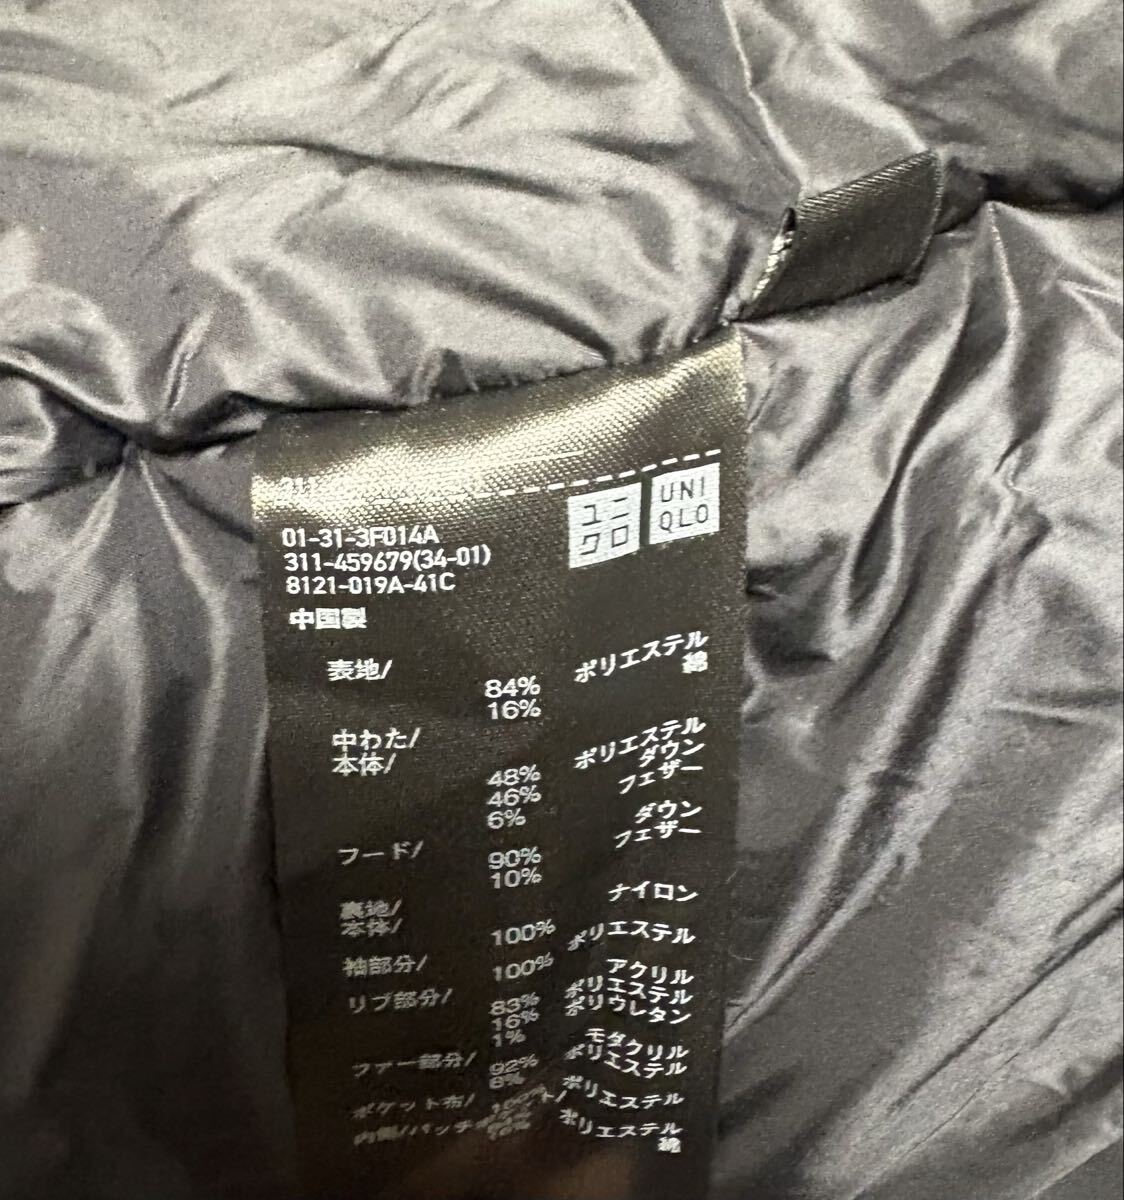 ユニ
クロ
UNI
QLO
01-31-3F014A
311-459679(34-01)
8121-019A-41C
中国製
表地/
84% ポリエステル
16% 綿
中わた/
本体/
48% ポリエステル
46% ダウン
6% フェザー
フード/
90% ダウン
10% フェザー
裏地/
本体/
100% ナイロン
袖部分/
100% ポリエステル
リブ部分/
83% アクリル
16% ポリエステル
1% ポリウレタン
ファー部分/
92% モダクリル
8% ポリエステル
ポケット布/
ポリエステル
ポリエステル
綿